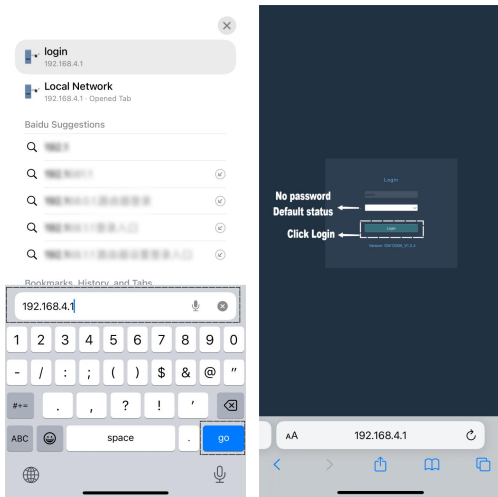 login
192.168.4.1
Local Network
192.168.4.1 · Opened Tab
Baidu Suggestions
Bookmarks, History, and Tabs
192.168.4.1
1 2 3 4 5 6 7 8 9 0
- / : ; ( ) $ & @ "
#+= . , ? ! '
ABC space . go
Login
No password
Default status
Click Login
Login
AA 192.168.4.1